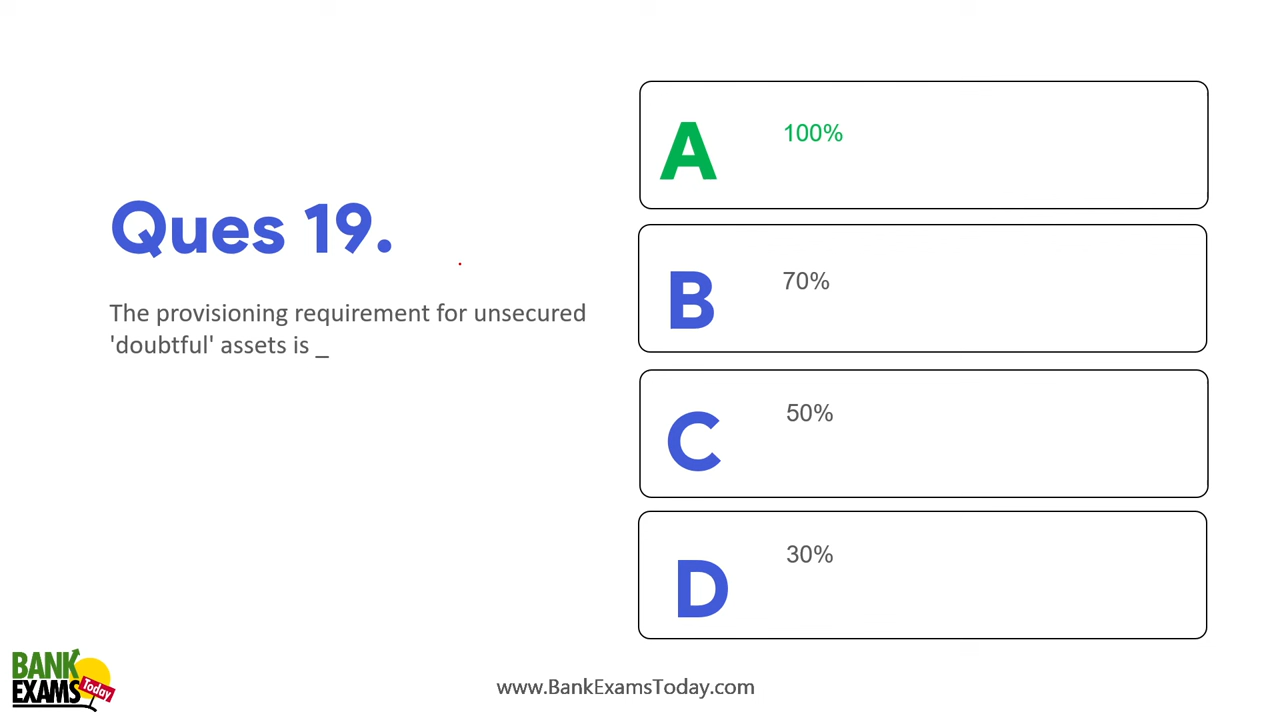 Ques 19.
The provisioning requirement for unsecured
'doubtful' assets is _
A 100%
B 70%
C 50%
D 30%
BANK
EXAMS
Today
www.BankExamsToday.com